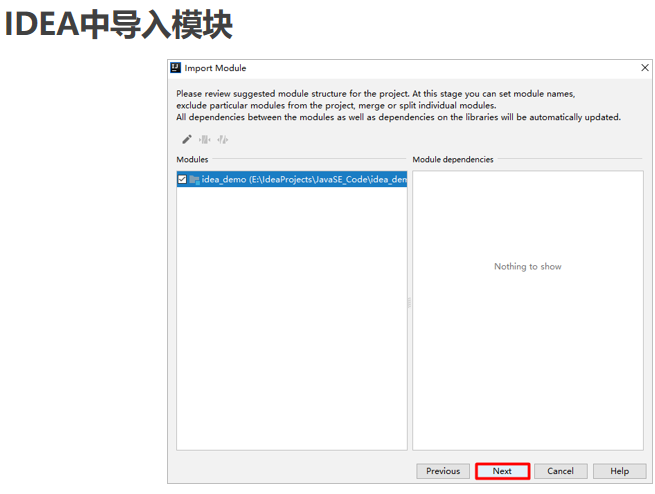 IDEA中导入模块
Import Module
Please review suggested module structure for the project. At this stage you can set module names,
exclude particular modules from the project, merge or split individual modules.
All dependencies between the modules as well as dependencies on the libraries will be automatically updated.
Modules
Module dependencies
idea_demo (E:\IdeaProjects\JavaSE_Code\idea_den
Nothing to show
Previous
Next
Cancel
Help